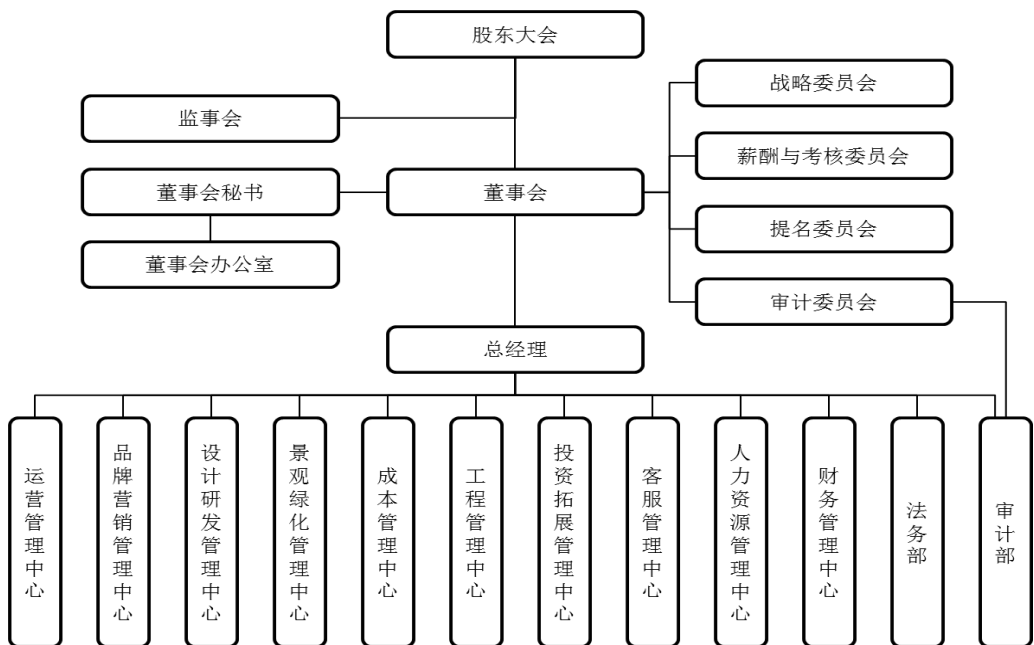 股东大会
战略委员会
监事会
薪酬与考核委员会
董事会秘书
董事会
提名委员会
董事会办公室
审计委员会
总经理
运营管理中心
品牌营销管理中心
设计研发管理中心
景观绿化管理中心
成本管理中心
工程管理中心
投资拓展管理中心
客服管理中心
人力资源管理中心
财务管理中心
法务部
审计部